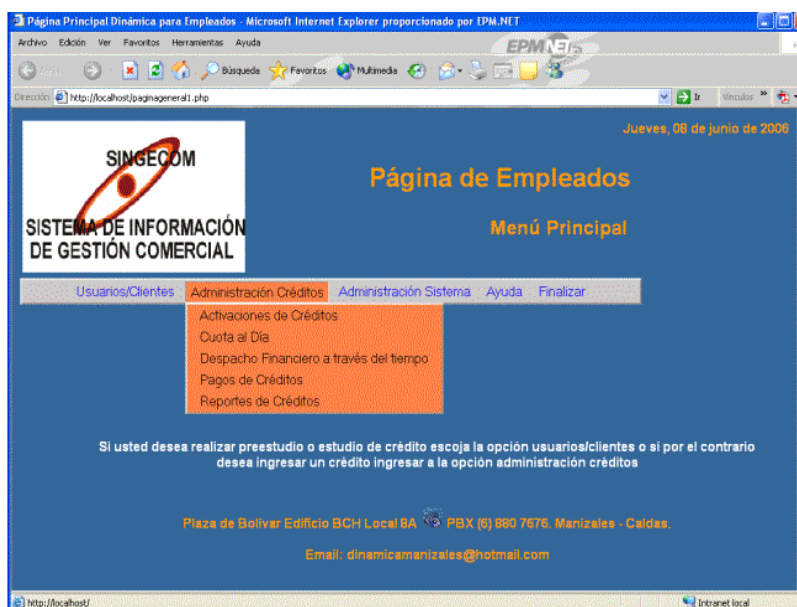 Página Principal Dinámica para Empleados - Microsoft Internet Explorer proporcionado por EPM.NET
Archivo Edición Ver Favoritos Herramientas Ayuda
EPM.NET
Búsqueda Favoritos Multimedia
Dirección http://localhost/paginageneral1.php Ir Vínculos
Jueves, 08 de junio de 2006
SINGECOM
SISTEMA DE INFORMACIÓN
DE GESTIÓN COMERCIAL
Página de Empleados
Menú Principal
Usuarios/Clientes Administración Créditos Administración Sistema Ayuda Finalizar
Activaciones de Créditos
Cuota al Día
Despacho Financiero a través del tiempo
Pagos de Créditos
Reportes de Créditos
Si usted desea realizar preestudio o estudio de crédito escoja la opción usuarios/clientes o si por el contrario
desea ingresar un crédito ingresar a la opción administración créditos
Plaza de Bolivar Edificio BCH Local 8A PBX (6) 880 7676. Manizales - Caldas.
Email: dinamicamanizales@hotmail.com
http://localhost/ Intranet local